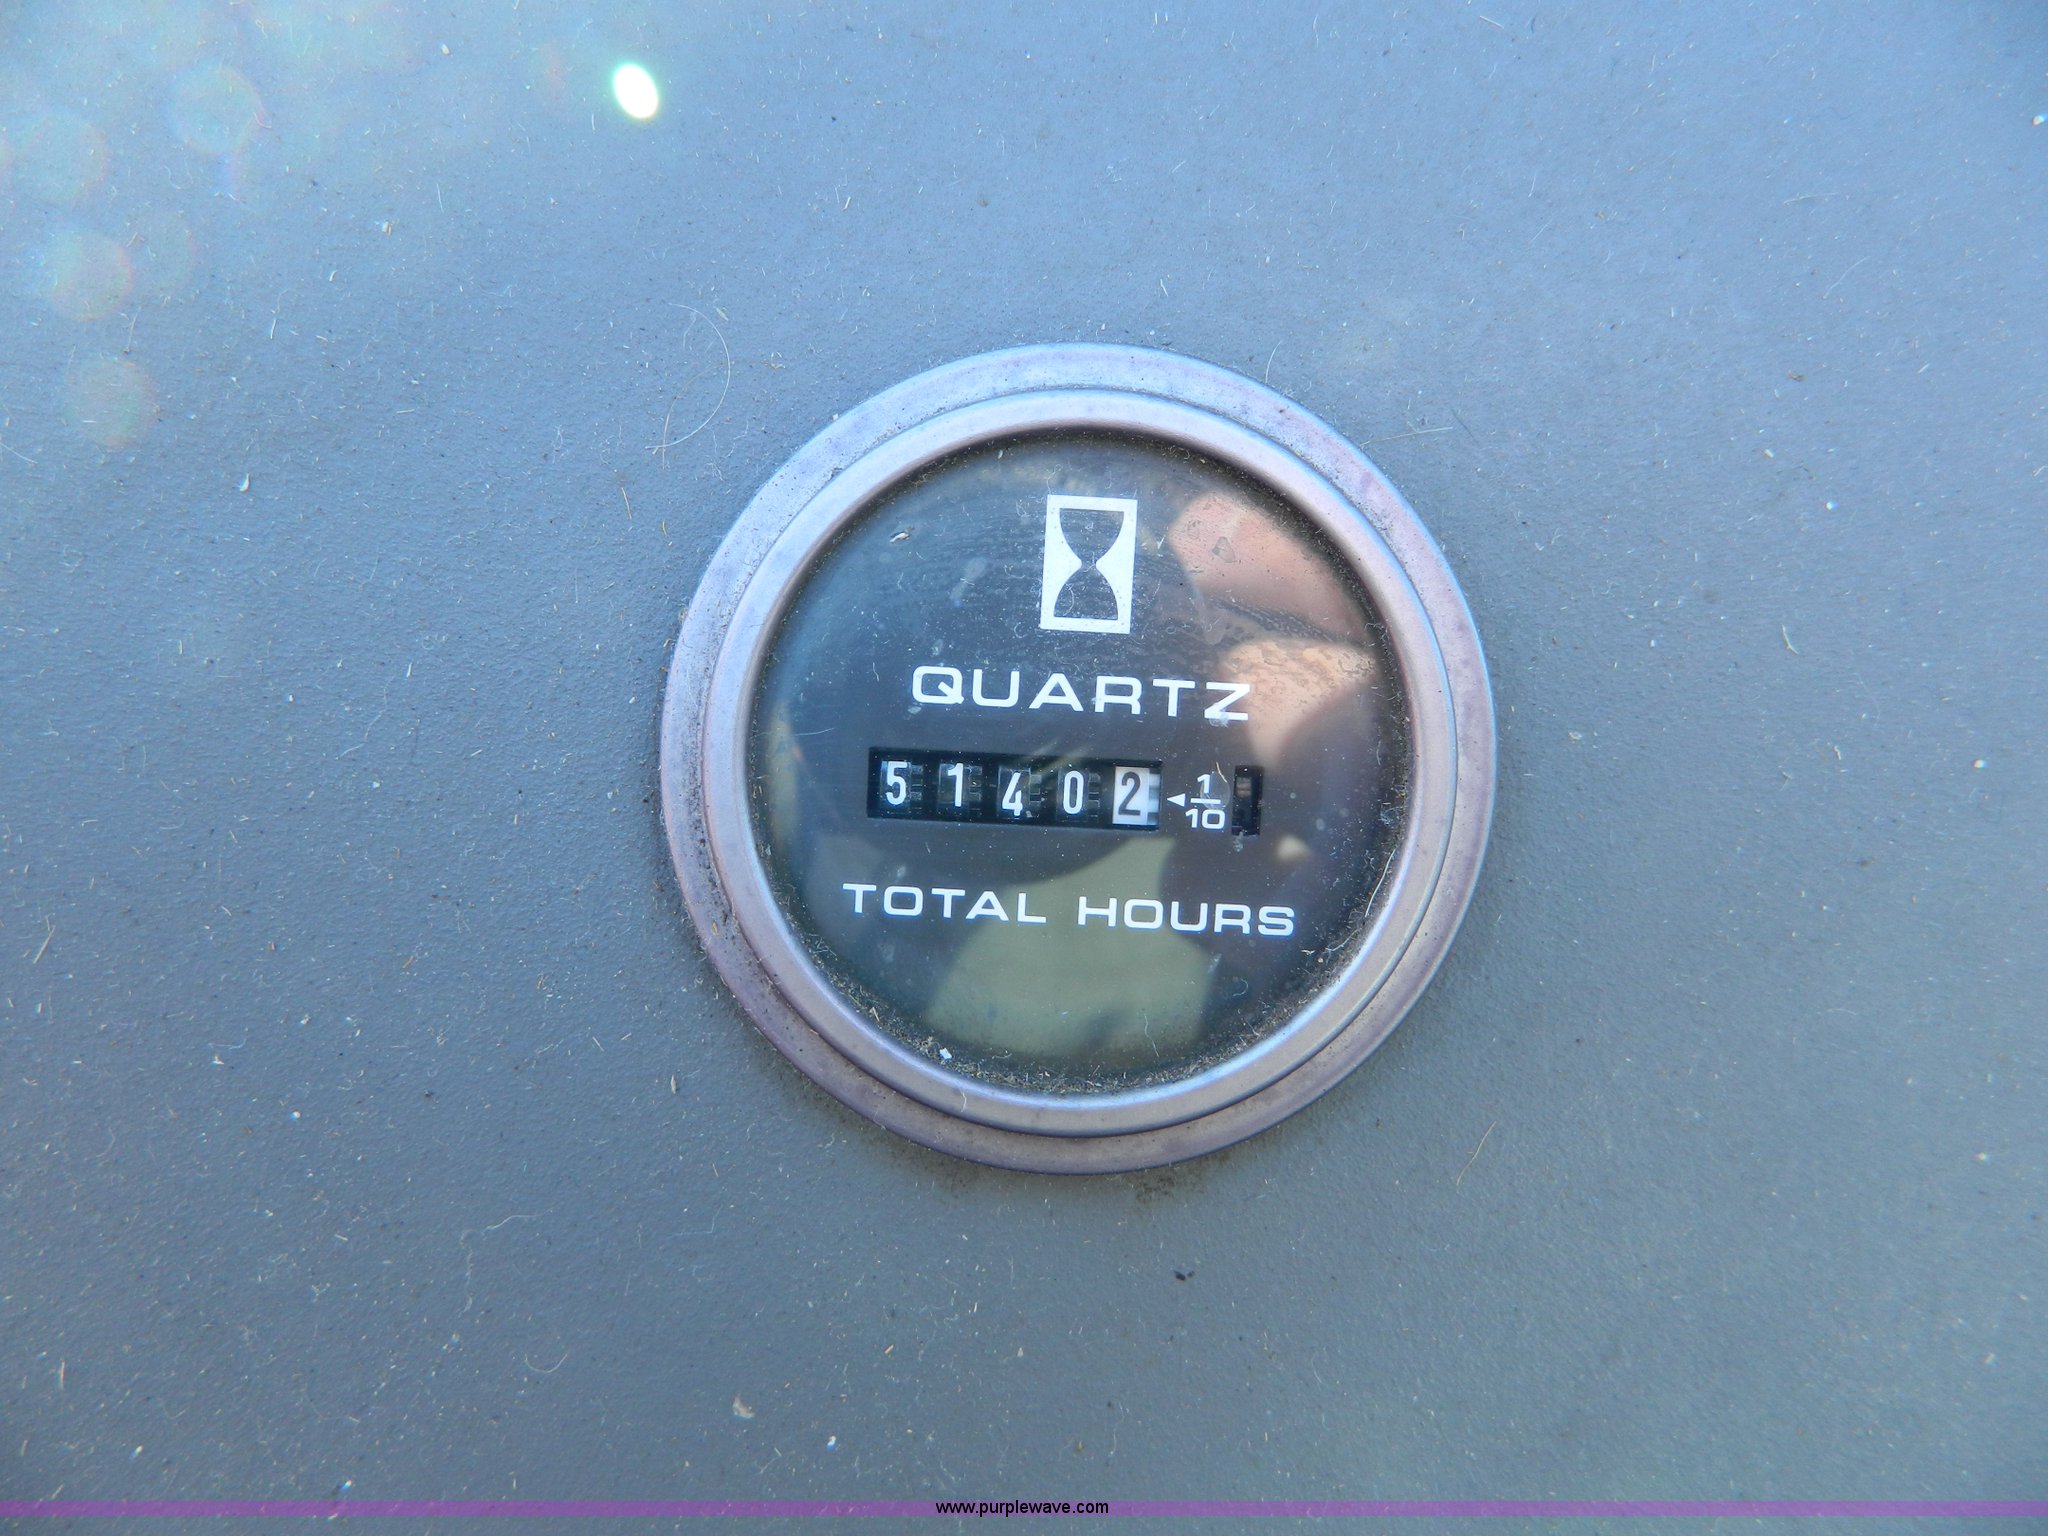 QUARTZ
51402 ◄ 1/10
TOTAL HOURS
www.purplewave.com